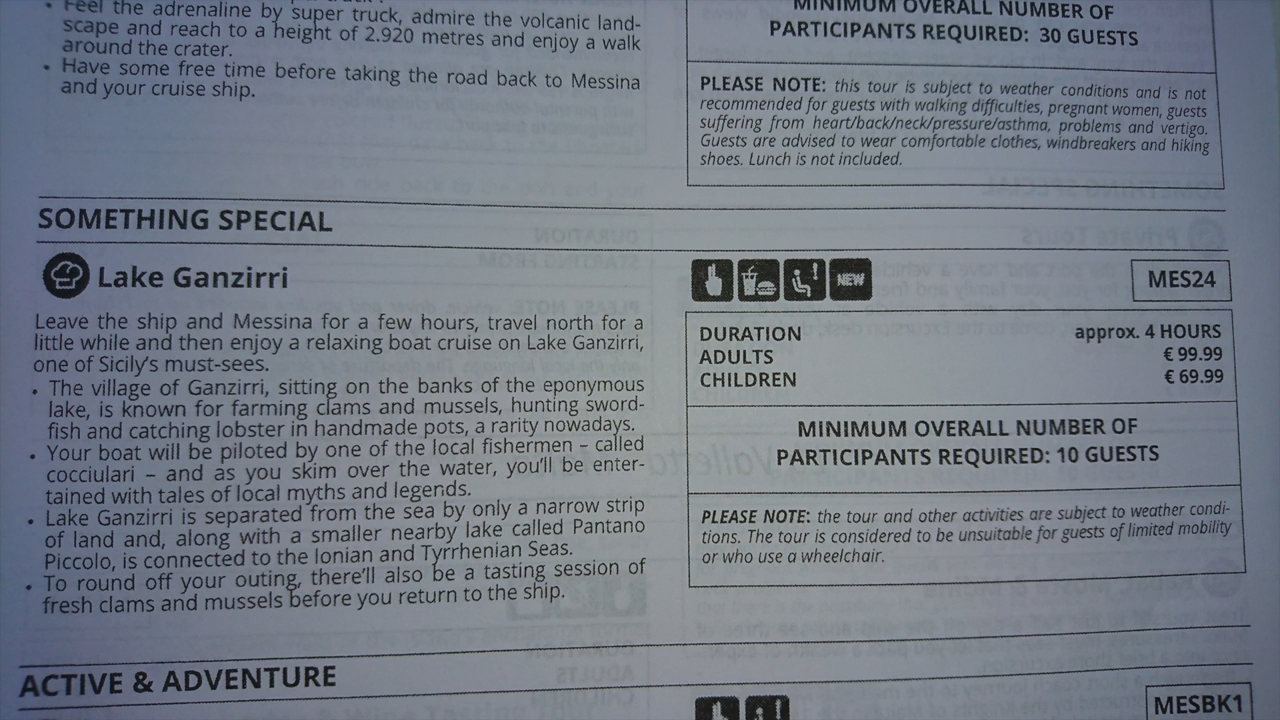 • Feel the adrenaline by super truck, admire the volcanic land-
scape and reach to a height of 2.920 metres and enjoy a walk
around the crater.
• Have some free time before taking the road back to Messina
and your cruise ship.
MINIMUM OVERALL NUMBER OF
PARTICIPANTS REQUIRED: 30 GUESTS
PLEASE NOTE: this tour is subject to weather conditions and is not
recommended for guests with walking difficulties, pregnant women, guests
suffering from heart/back/neck/pressure/asthma, problems and vertigo.
Guests are advised to wear comfortable clothes, windbreakers and hiking
shoes. Lunch is not included.
SOMETHING SPECIAL
Lake Ganzirri
Leave the ship and Messina for a few hours, travel north for a
little while and then enjoy a relaxing boat cruise on Lake Ganzirri,
one of Sicily's must-sees.
• The village of Ganzirri, sitting on the banks of the eponymous
lake, is known for farming clams and mussels, hunting sword-
fish and catching lobster in handmade pots, a rarity nowadays.
• Your boat will be piloted by one of the local fishermen – called
cocciulari – and as you skim over the water, you'll be enter-
tained with tales of local myths and legends.
• Lake Ganzirri is separated from the sea by only a narrow strip
of land and, along with a smaller nearby lake called Pantano
Piccolo, is connected to the Ionian and Tyrrhenian Seas.
• To round off your outing, there'll also be a tasting session of
fresh clams and mussels before you return to the ship.
NEW
MES24
DURATION approx. 4 HOURS
ADULTS € 99.99
CHILDREN € 69.99
MINIMUM OVERALL NUMBER OF
PARTICIPANTS REQUIRED: 10 GUESTS
PLEASE NOTE: the tour and other activities are subject to weather condi-
tions. The tour is considered to be unsuitable for guests of limited mobility
or who use a wheelchair.
ACTIVE & ADVENTURE
MESBK1